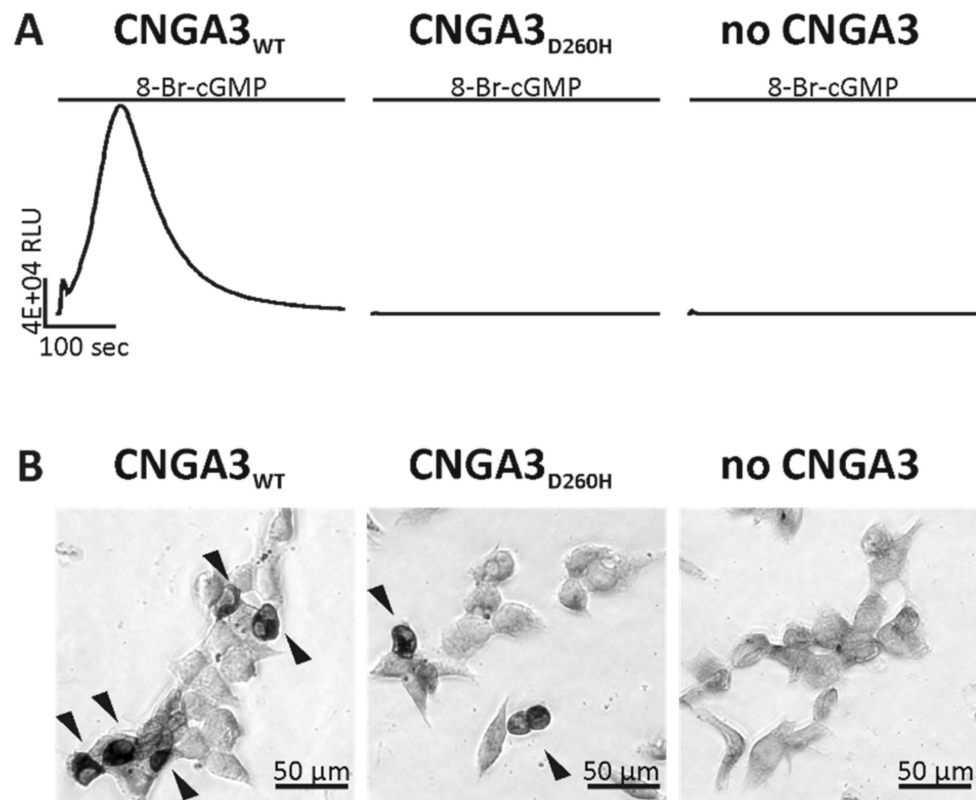 A CNGA3WT CNGA3D260H no CNGA3
8-Br-cGMP 8-Br-cGMP 8-Br-cGMP
4E+04 RLU
100 sec
B CNGA3WT CNGA3D260H no CNGA3
50 µm 50 µm 50 µm